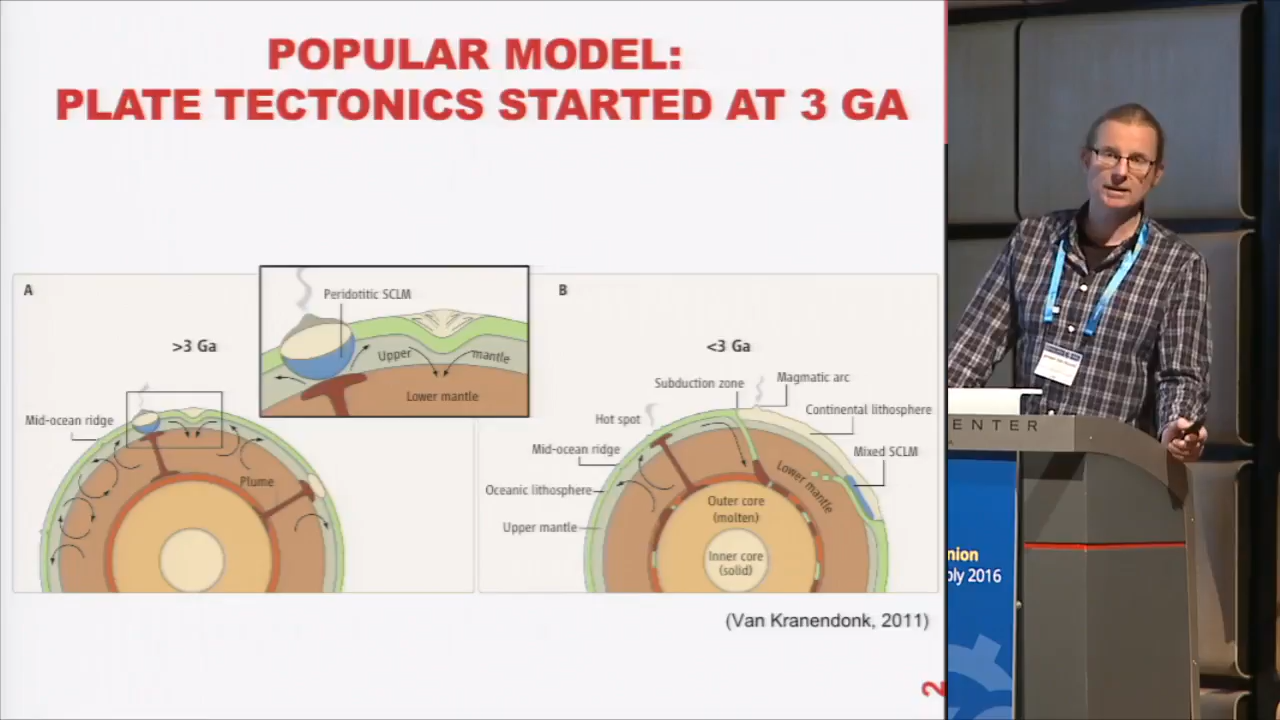 POPULAR MODEL:
PLATE TECTONICS STARTED AT 3 GA
A
>3 Ga
Mid-ocean ridge
Plume
Peridotitic SCLM
Upper mantle
Lower mantle
B
<3 Ga
Subduction zone
Magmatic arc
Hot spot
Continental lithosphere
Mid-ocean ridge
Mixed SCLM
Oceanic lithosphere
Lower mantle
Upper mantle
Outer core
(molten)
Inner core
(solid)
(Van Kranendonk, 2011)
2
ENTER
nion
bly 2016